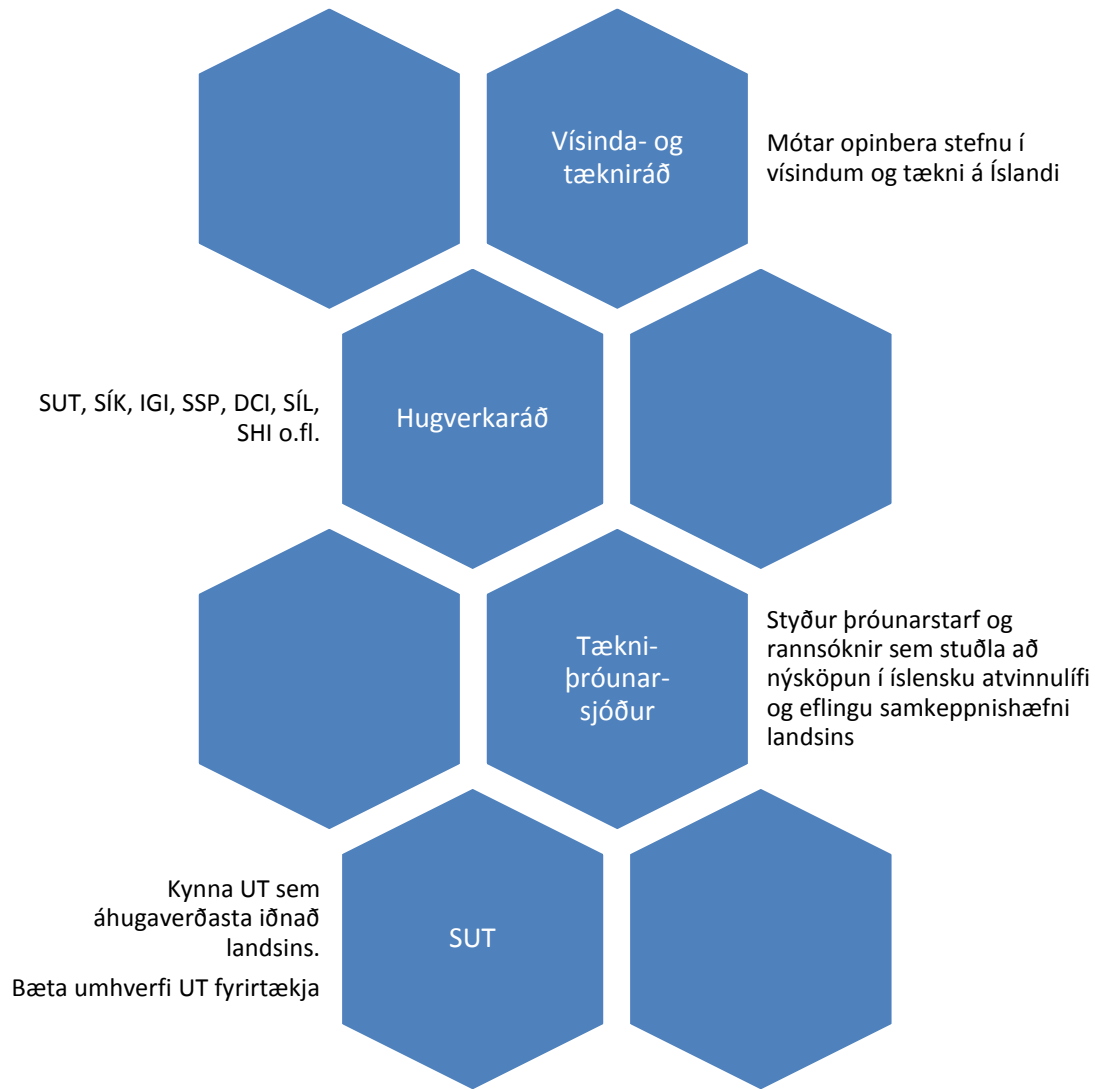 Vísinda- og
tækniráð
Mótar opinbera stefnu í
vísindum og tækni á Íslandi
SUT, SÍK, IGI, SSP, DCI, SÍL,
SHI o.fl.
Hugverkaráð
Tækni-
þróunar-
sjóður
Styður þróunarstarf og
rannsóknir sem stuðla að
nýsköpun í íslensku atvinnulífi
og eflingu samkeppnishæfni
landsins
Kynna UT sem
áhugaverðasta iðnað
landsins.
Bæta umhverfi UT fyrirtækja
SUT